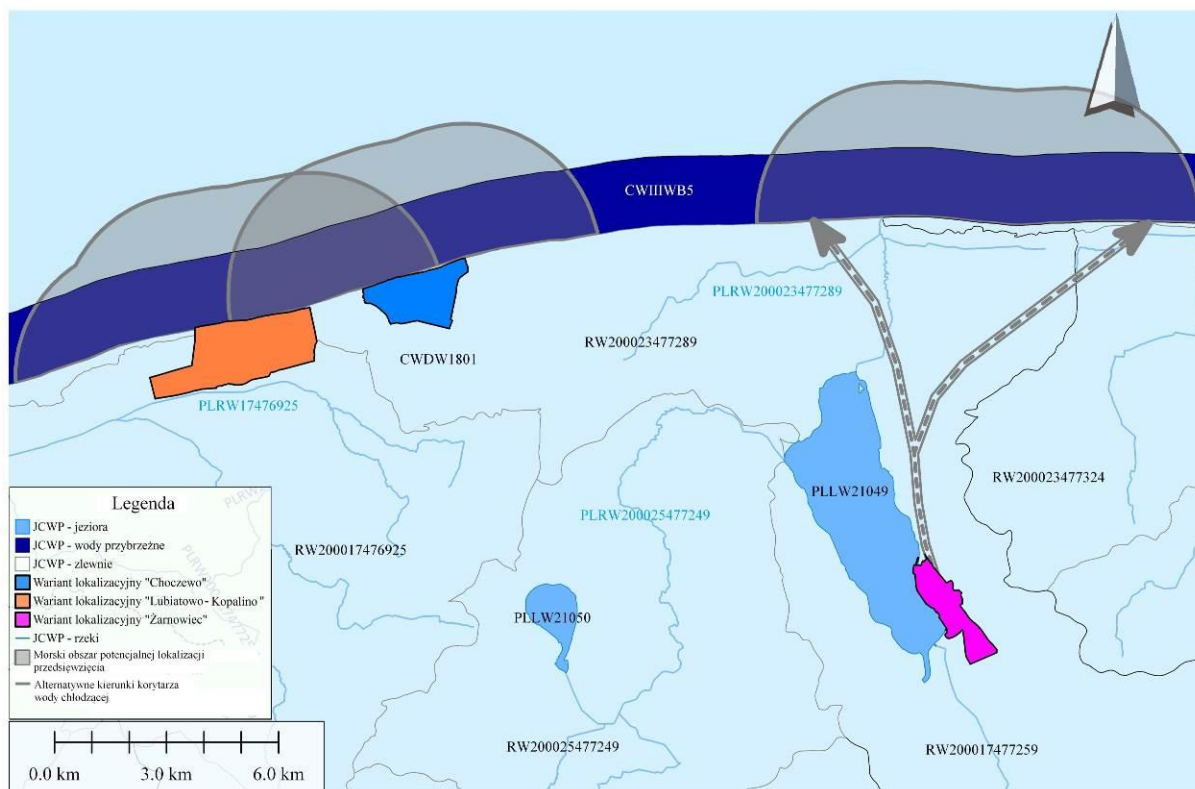 CWIIIWB5
PLRW200023477289
RW200023477289
CWDW1801
PLRW17476925
PLLW21049
RW200023477324
PLRW200025477249
RW200017476925
PLLW21050
RW200025477249
RW200017477259
Legenda
JCWP - jeziora
JCWP - wody przybrzeżne
JCWP - zlewnie
Wariant lokalizacyjny "Choczewo"
Wariant lokalizacyjny "Lubiatowo - Kopalino"
Wariant lokalizacyjny "Żarnowiec"
JCWP - rzeki
Morski obszar potencjalnej lokalizacji
przedsięwzięcia
Alternatywne kierunki korytarza
wody chłodzącej
0.0 km 3.0 km 6.0 km